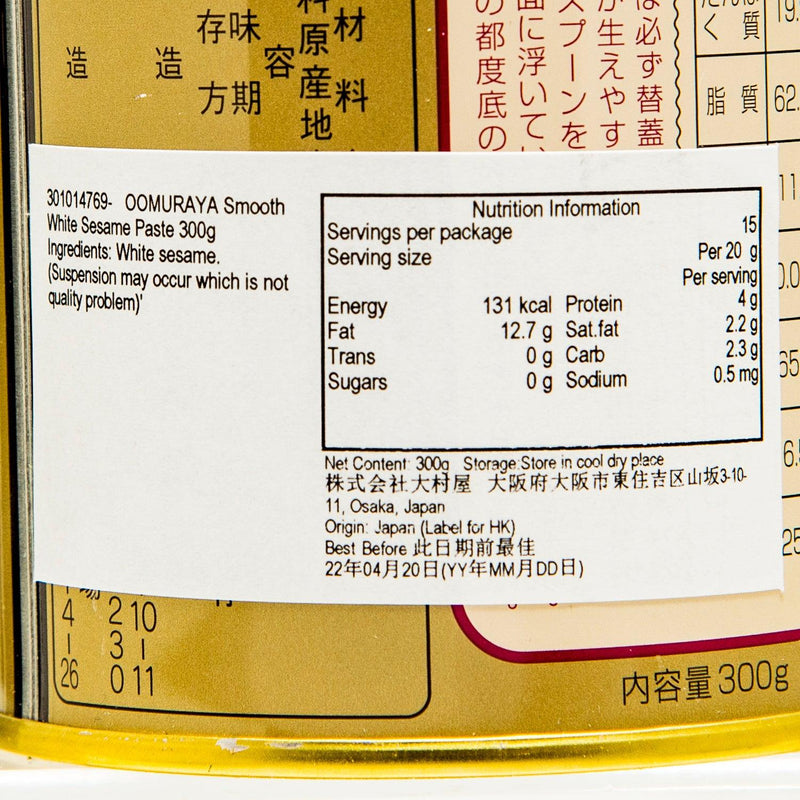 存味
方期
造
造
容
原産地
材料
は必ず替蓋
が生えやす
スプーンを
面に浮いてい
の都度底の
く質
脂質
62.
301014769- OOMURAYA Smooth
White Sesame Paste 300g
Ingredients: White sesame.
(Suspension may occur which is not
quality problem)'
Nutrition Information
Servings per package 15
Serving size Per 20 g
Per serving
Energy 131 kcal Protein 4 g
Fat 12.7 g Sat.fat 2.2 g
Trans 0 g Carb 2.3 g
Sugars 0 g Sodium 0.5 mg
Net Content: 300g Storage:Store in cool dry place
株式会社大村屋 大阪府大阪市東住吉区山坂3-10-
11, Osaka, Japan
Origin: Japan (Label for HK)
Best Before 此日期前最佳
22年04月20日(YY年MM月DD日)
4 2 10
3
26 0 11
内容量300g